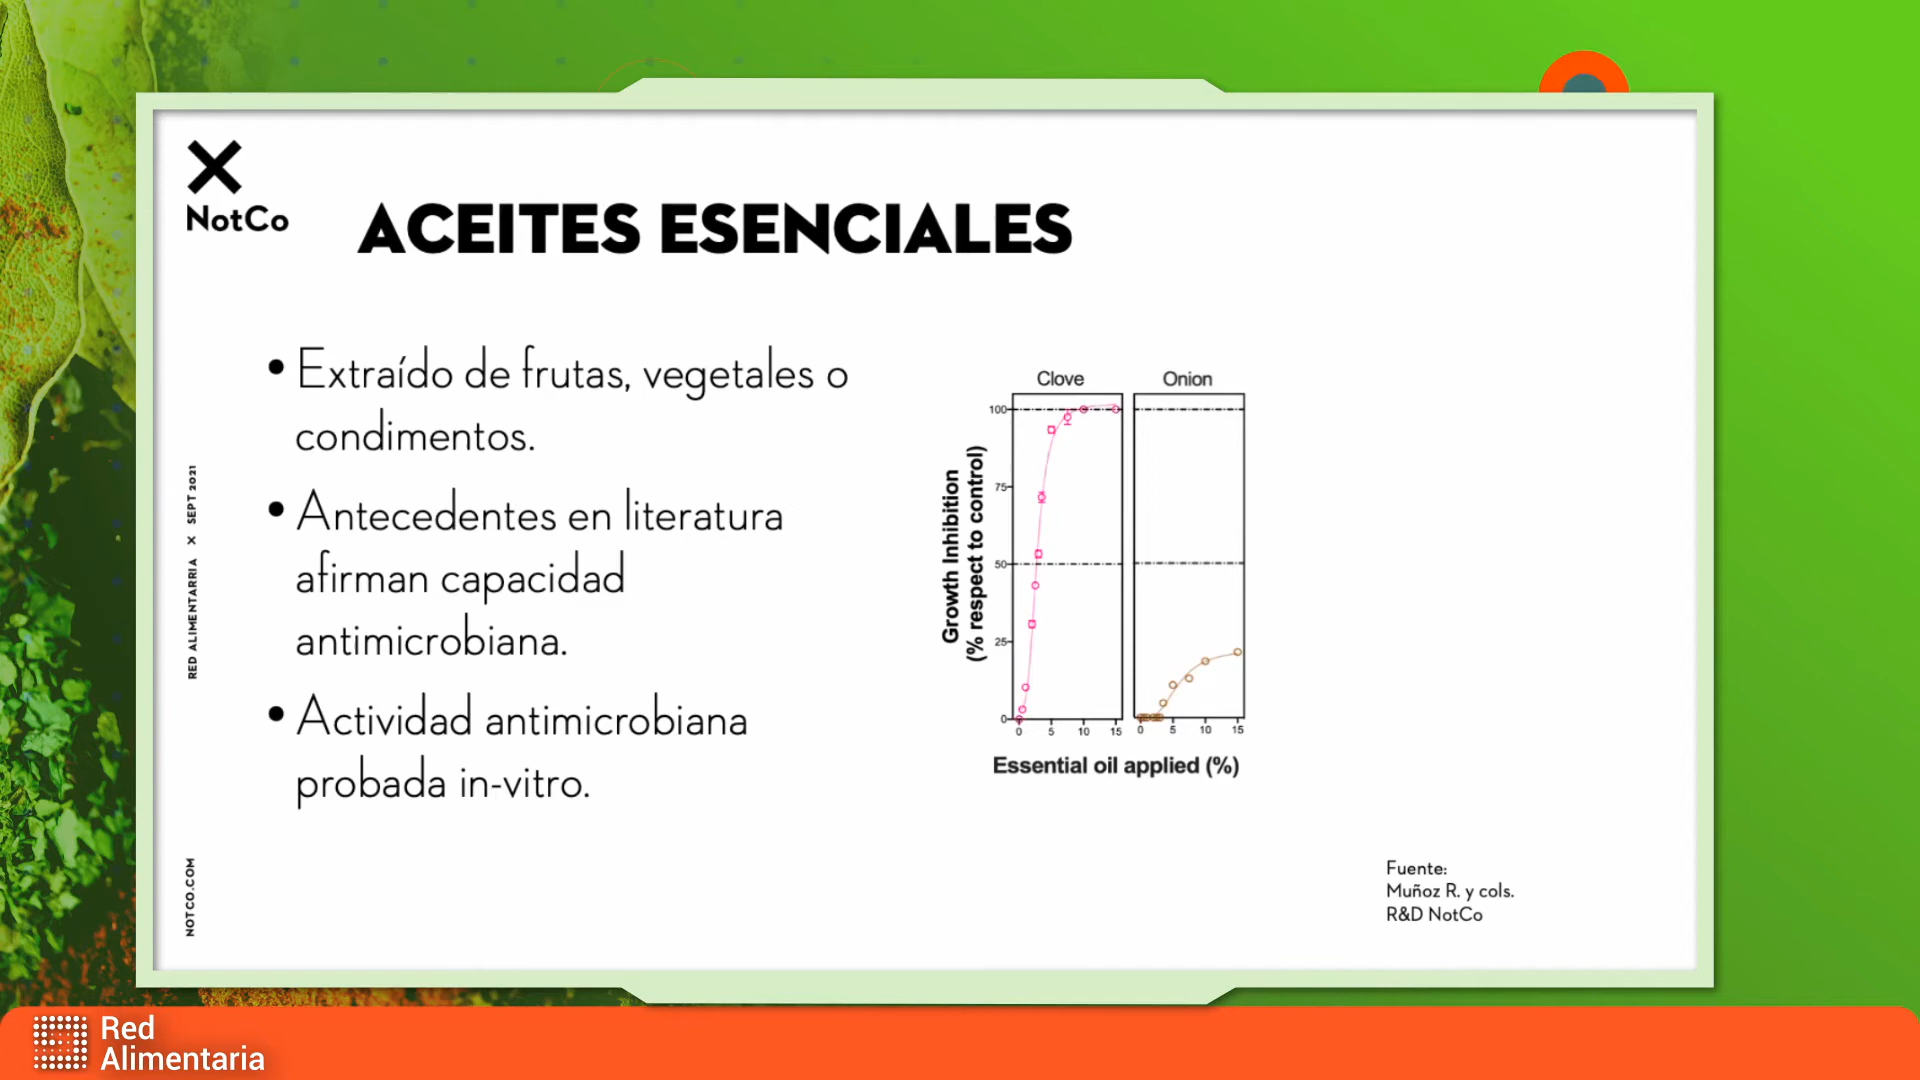 NotCo
ACEITES ESENCIALES
• Extraído de frutas, vegetales o
condimentos.
• Antecedentes en literatura
afirman capacidad
antimicrobiana.
• Actividad antimicrobiana
probada in-vitro.
RED ALIMENTARRIA X SEPT 2021
NOTCO.COM
Clove
Onion
Growth Inhibition
(% respect to control)
100
75
50
25
0
0 5 10 15
0 5 10 15
Essential oil applied (%)
Fuente:
Muñoz R. y cols.
R&D NotCo
Red
Alimentaria